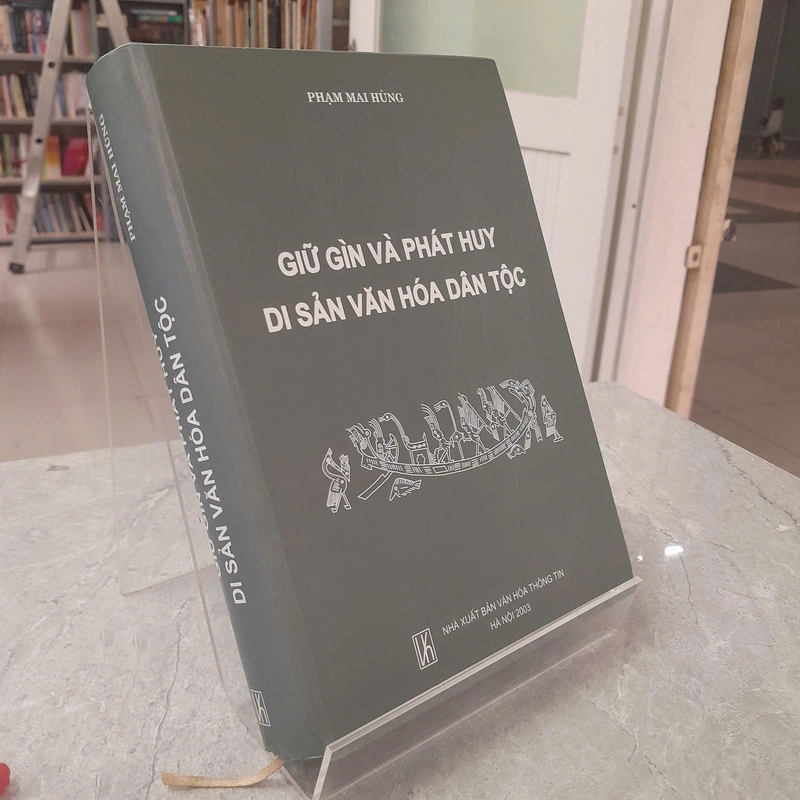 PHẠM MAI HÙNG
GIỮ GÌN VÀ PHÁT HUY
DI SẢN VĂN HÓA DÂN TỘC
NHÀ XUẤT BẢN VĂN HÓA THÔNG TIN
HÀ NỘI 2003
PHẠM MAI HÙNG
DI SẢN VĂN HÓA DÂN TỘC